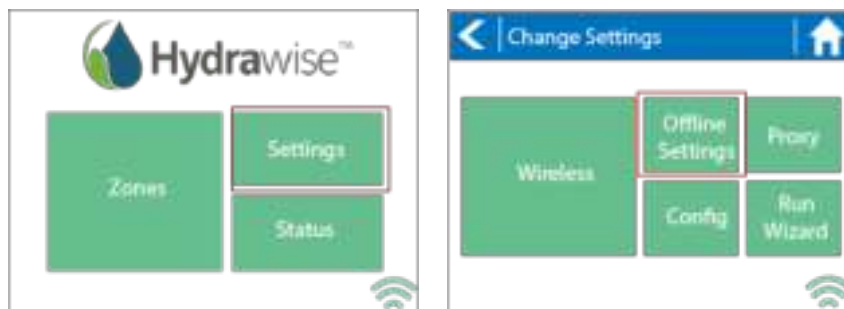 Hydrawise™
Zones
Settings
Status
Change Settings
Wireless
Offline
Settings
Proxy
Config
Run
Wizard